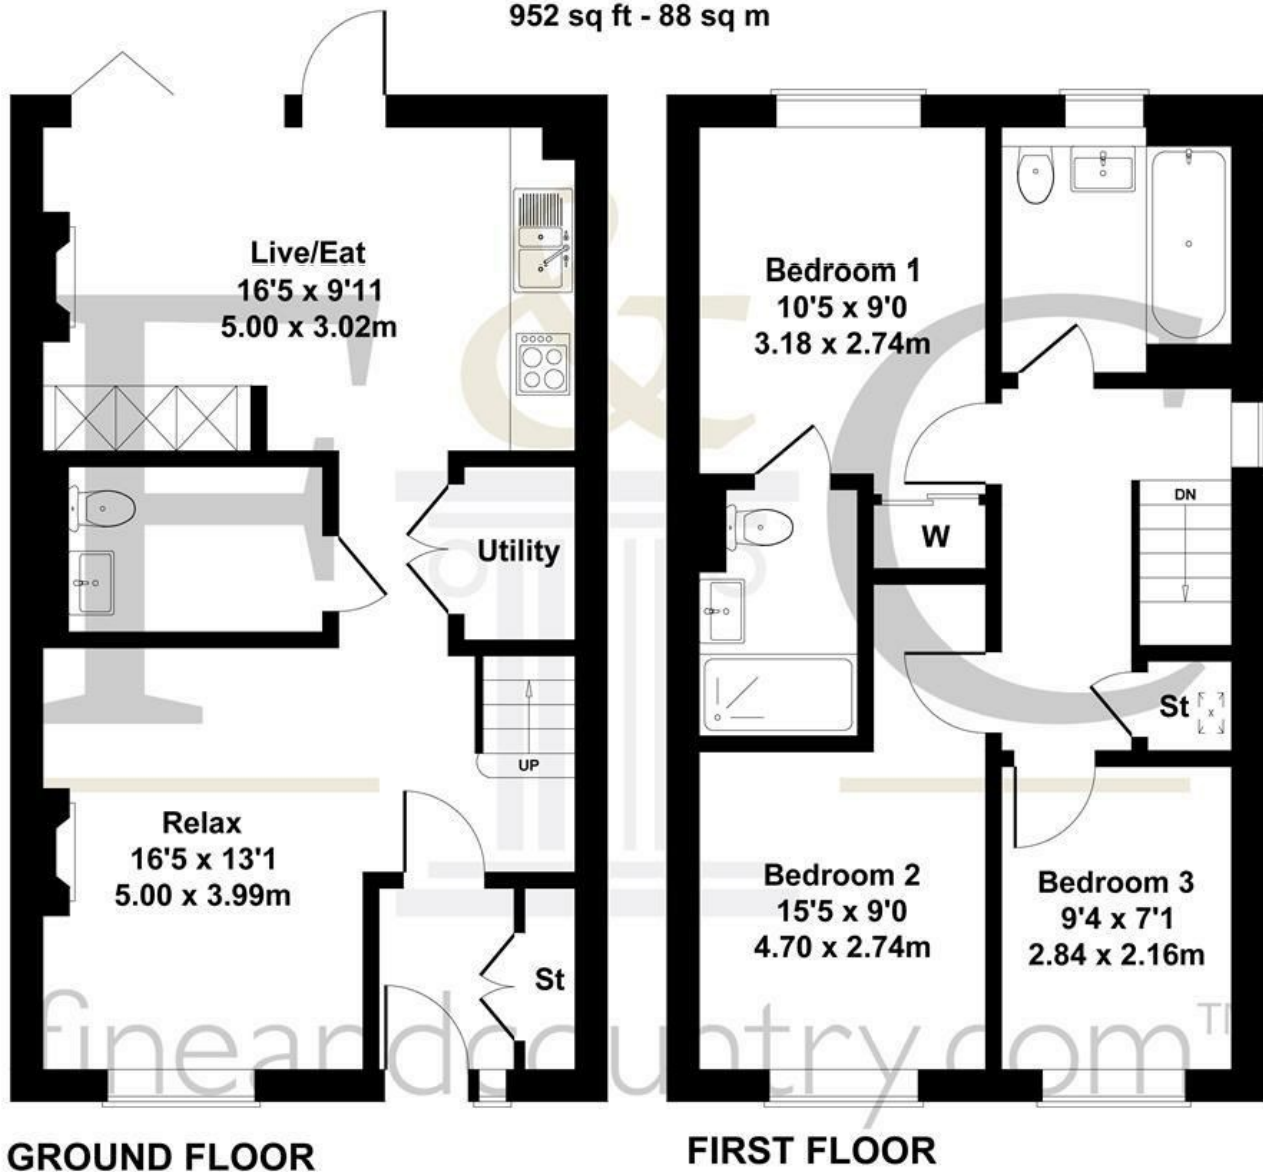 952 sq ft - 88 sq m
Live/Eat
16'5 x 9'11
5.00 x 3.02m
Utility
UP
Relax
16'5 x 13'1
5.00 x 3.99m
St
GROUND FLOOR
Bedroom 1
10'5 x 9'0
3.18 x 2.74m
W
DN
St
x
Bedroom 2
15'5 x 9'0
4.70 x 2.74m
Bedroom 3
9'4 x 7'1
2.84 x 2.16m
FIRST FLOOR
F&C
fineandcountry.com™